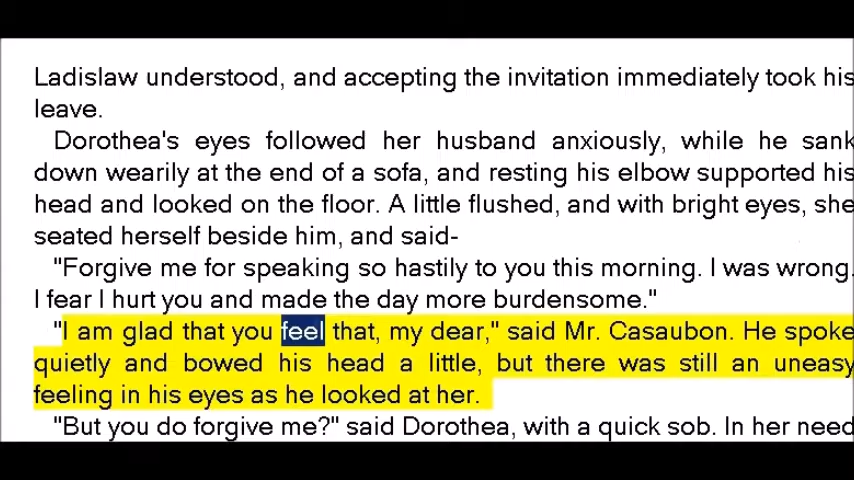 Ladislaw understood, and accepting the invitation immediately took his
leave.
Dorothea's eyes followed her husband anxiously, while he sank
down wearily at the end of a sofa, and resting his elbow supported his
head and looked on the floor. A little flushed, and with bright eyes, she
seated herself beside him, and said-
"Forgive me for speaking so hastily to you this morning. I was wrong.
I fear I hurt you and made the day more burdensome."
"I am glad that you feel that, my dear," said Mr. Casaubon. He spoke
quietly and bowed his head a little, but there was still an uneasy
feeling in his eyes as he looked at her.
"But you do forgive me?" said Dorothea, with a quick sob. In her need